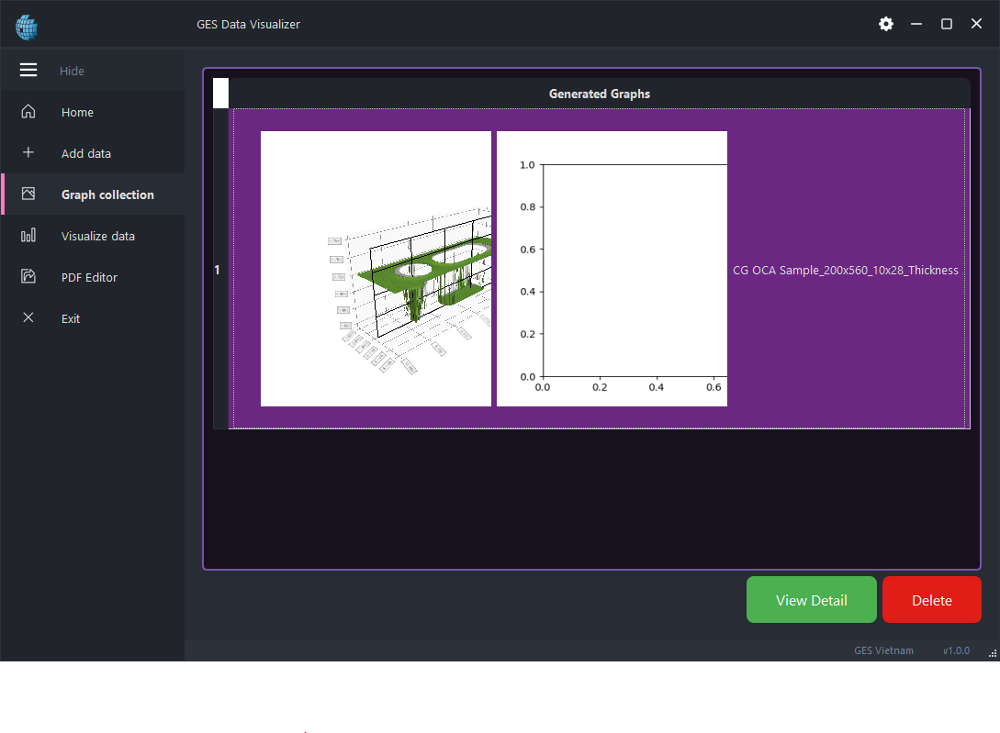 GES Data Visualizer
Hide
Home
Add data
Graph collection
Visualize data
PDF Editor
Exit
Generated Graphs
1
1.0
0.8
0.6
0.4
0.2
0.0
0.0 0.2 0.4 0.6
CG OCA Sample_200x560_10x28_Thickness
View Detail
Delete
GES Vietnam v1.0.0